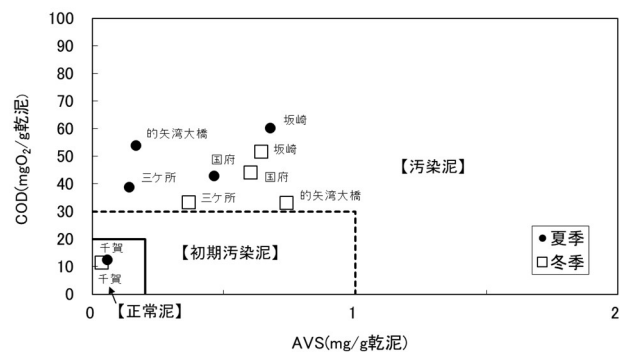 COD(mgO₂/g乾泥)
100
90
80
70
60
50
40
30
20
10
0
坂崎
的矢湾大橋
坂崎
国府
国府
三ケ所
三ケ所
的矢湾大橋
【汚染泥】
【初期汚染泥】
千賀
千賀
【正常泥】
●夏季
□冬季
0
1
2
AVS(mg/g乾泥)